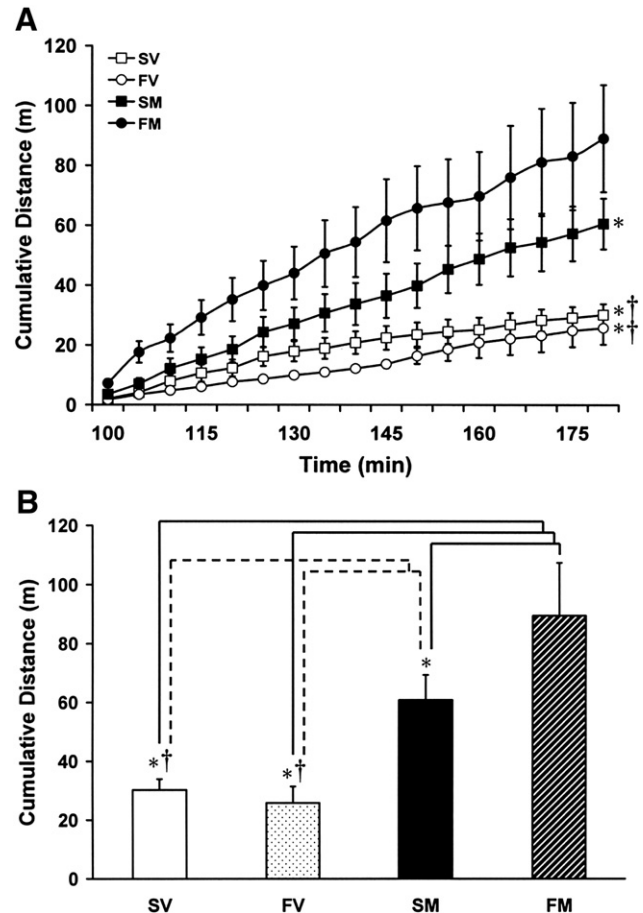 A
Cumulative Distance (m)
120
100
80
60
40
20
0
SV
FV
SM
FM
*
*†
*†
100 115 130 145 160 175
Time (min)
B
Cumulative Distance (m)
120
100
80
60
40
20
0
*† *† *
SV FV SM FM